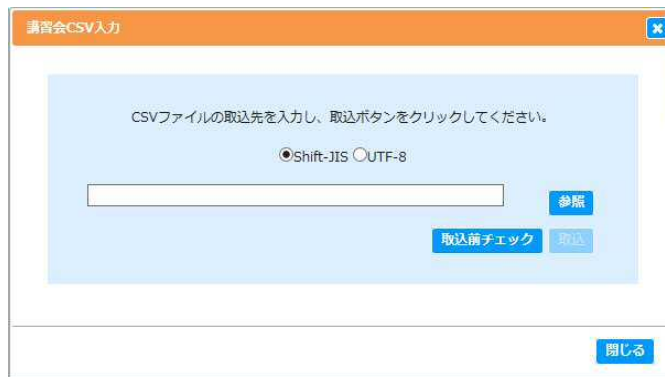 講習会CSV入力
CSVファイルの取込先を入力し、取込ボタンをクリックしてください。
Shift-JIS UTF-8
参照
取込前チェック 取込
閉じる